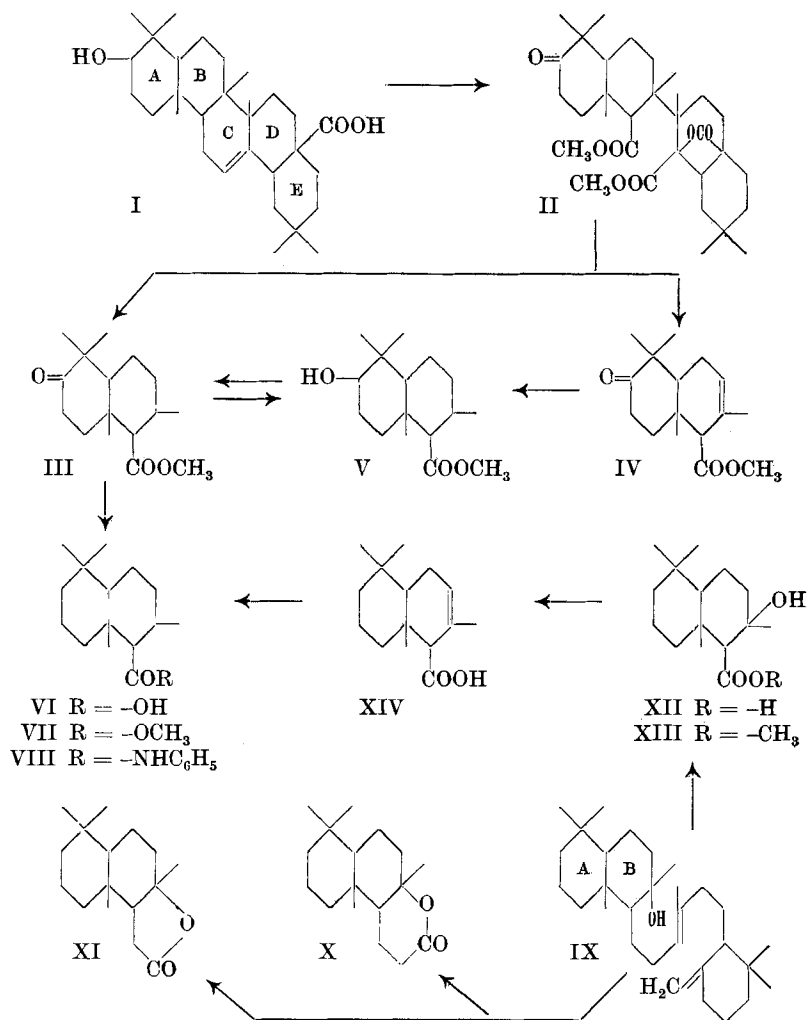 HO
A
B
C
D
E
COOH
I
O=
CH₃OOC
CH₃OOC
OCO
II
O=
COOCH₃
III
HO
COOCH₃
V
O=
COOCH₃
IV
COR
VI R = -OH
VII R = -OCH₃
VIII R = -NHC₆H₅
COOH
XIV
OH
COOR
XII R = -H
XIII R = -CH₃
O
CO
XI
O
CO
X
A
B
OH
H₂C
IX